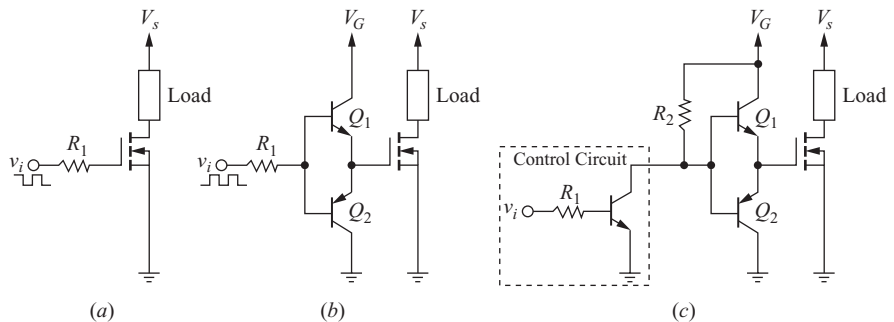 V_s
Load
R_1
v_i
(a)
V_G
V_s
Load
Q_1
R_1
v_i
Q_2
(b)
V_G
V_s
Load
R_2
Q_1
Control Circuit
R_1
v_i
Q_2
(c)